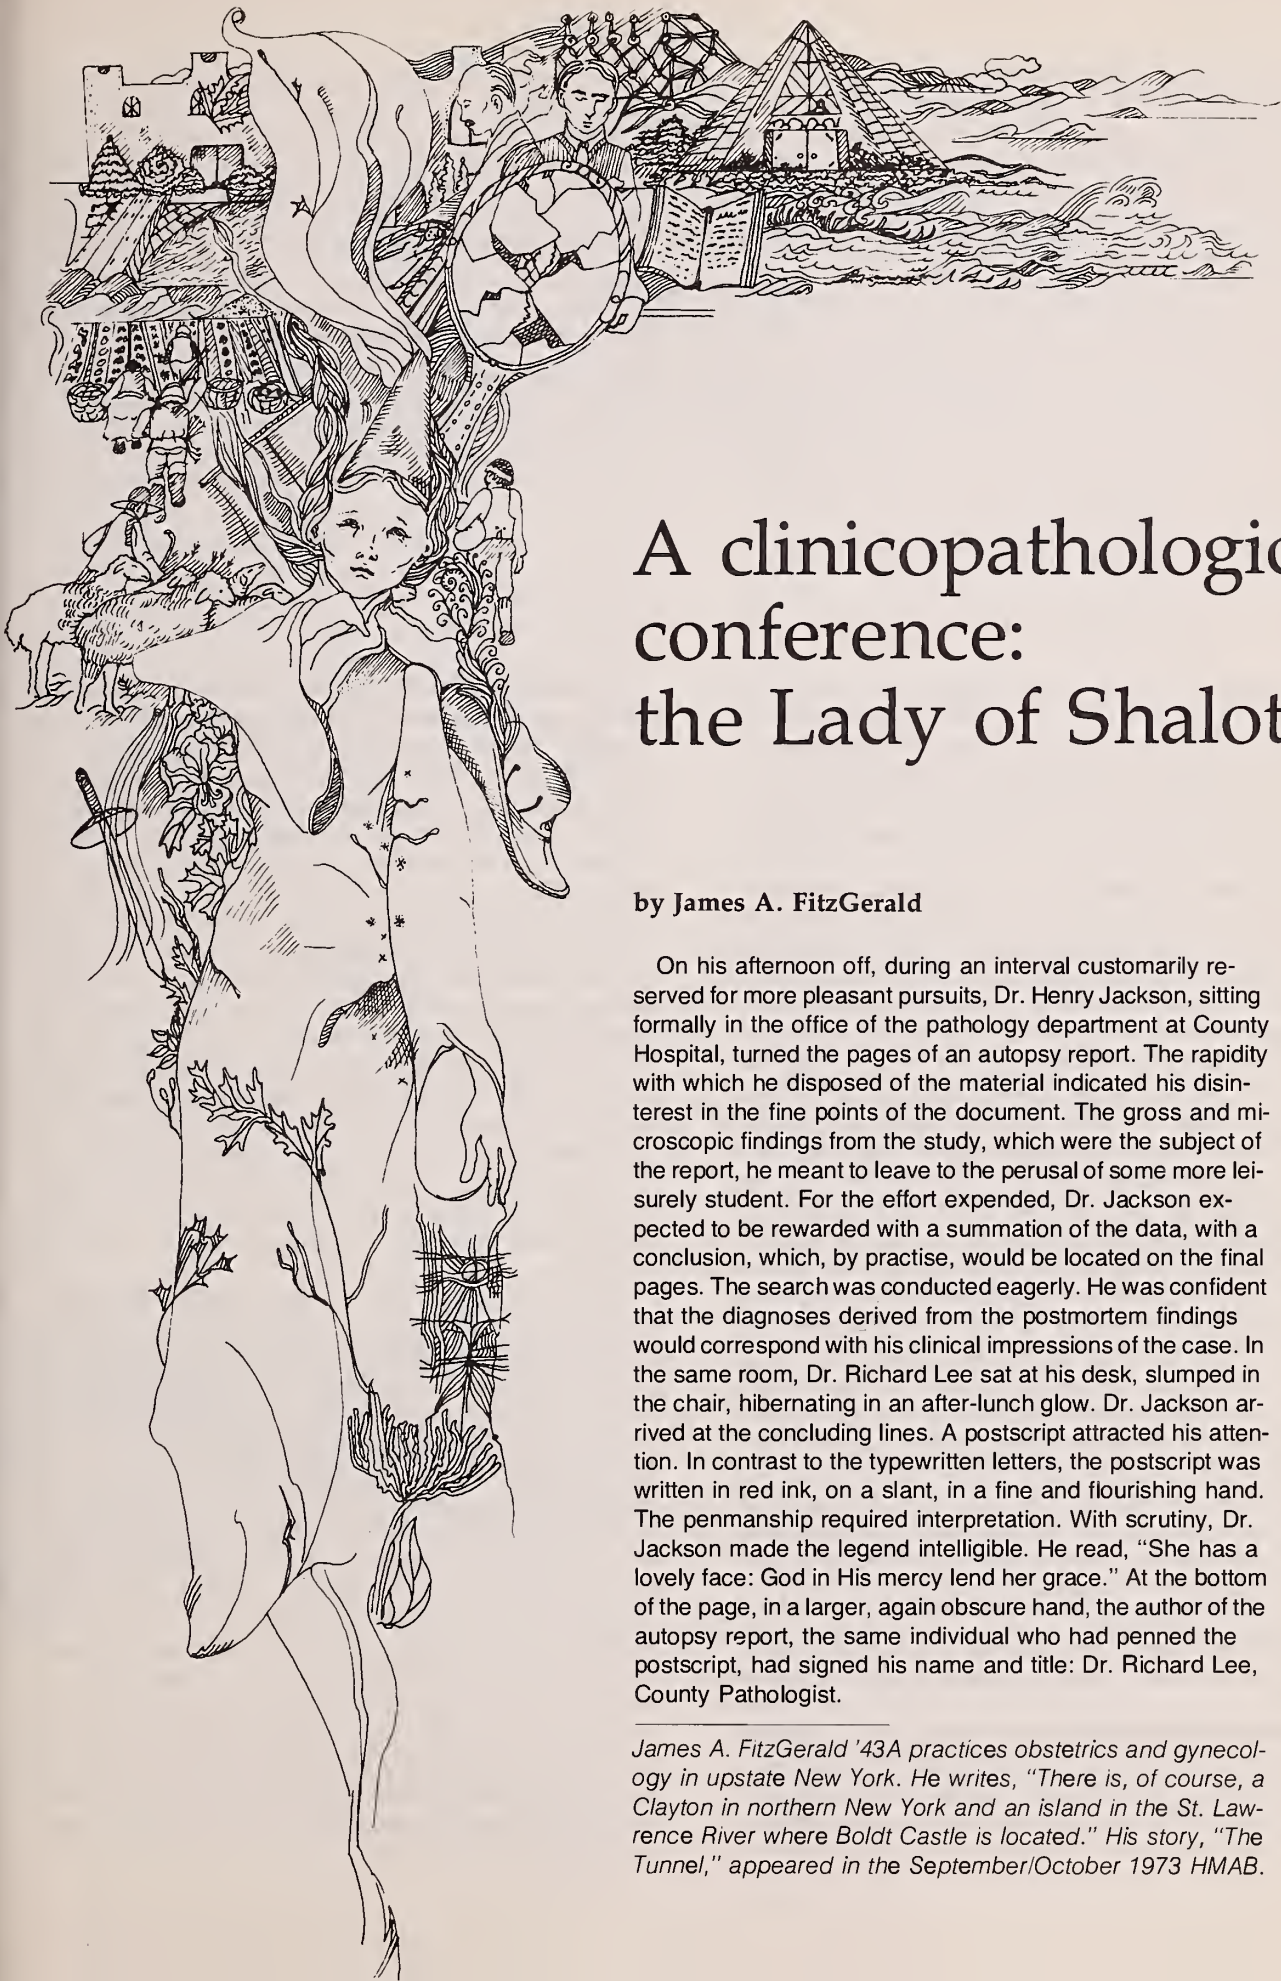 A clinicopathologic
conference:
the Lady of Shalot
by James A. FitzGerald
On his afternoon off, during an interval customarily re-
served for more pleasant pursuits, Dr. Henry Jackson, sitting
formally in the office of the pathology department at County
Hospital, turned the pages of an autopsy report. The rapidity
with which he disposed of the material indicated his disin-
terest in the fine points of the document. The gross and mi-
croscopic findings from the study, which were the subject of
the report, he meant to leave to the perusal of some more lei-
surely student. For the effort expended, Dr. Jackson ex-
pected to be rewarded with a summation of the data, with a
conclusion, which, by practise, would be located on the final
pages. The search was conducted eagerly. He was confident
that the diagnoses derived from the postmortem findings
would correspond with his clinical impressions of the case. In
the same room, Dr. Richard Lee sat at his desk, slumped in
the chair, hibernating in an after-lunch glow. Dr. Jackson ar-
rived at the concluding lines. A postscript attracted his atten-
tion. In contrast to the typewritten letters, the postscript was
written in red ink, on a slant, in a fine and flourishing hand.
The penmanship required interpretation. With scrutiny, Dr.
Jackson made the legend intelligible. He read, “She has a
lovely face: God in His mercy lend her grace.” At the bottom
of the page, in a larger, again obscure hand, the author of the
autopsy report, the same individual who had penned the
postscript, had signed his name and title: Dr. Richard Lee,
County Pathologist.
James A. FitzGerald '43A practices obstetrics and gynecol-
ogy in upstate New York. He writes, “There is, of course, a
Clayton in northern New York and an island in the St. Law-
rence River where Boldt Castle is located.” His story, “The
Tunnel,” appeared in the September/October 1973 HMAB.